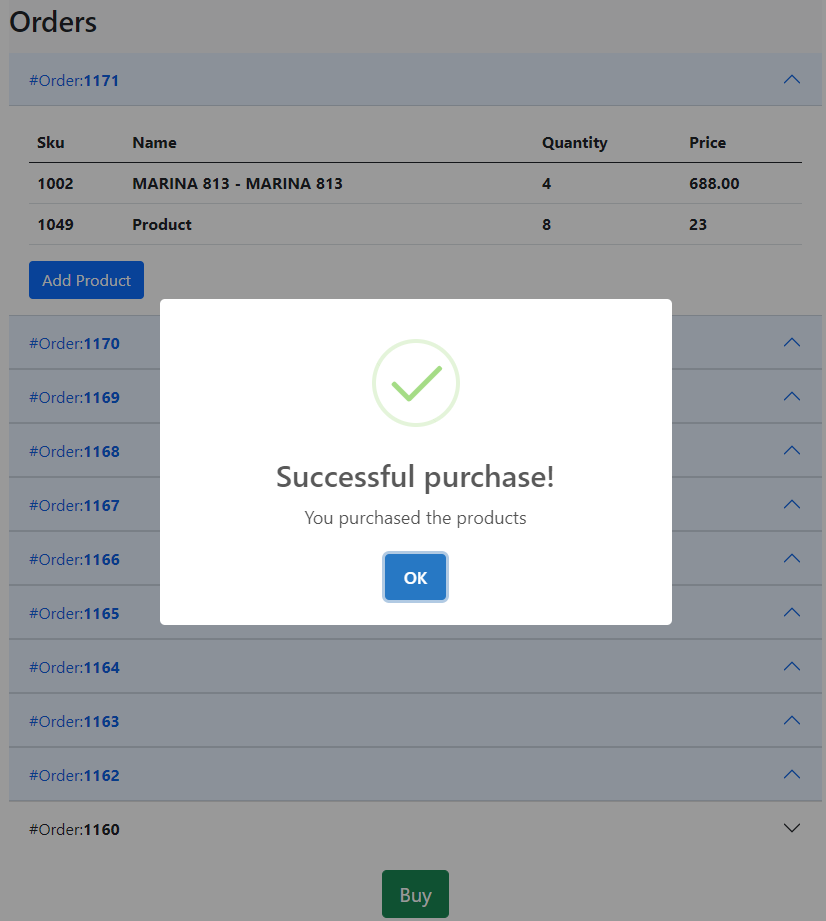 Orders
#Order:1171
Sku Name Quantity Price
1002 MARINA 813 - MARINA 813 4 688.00
1049 Product 8 23
Add Product
#Order:1170
#Order:1169
#Order:1168
#Order:1167
#Order:1166
#Order:1165
#Order:1164
#Order:1163
#Order:1162
#Order:1160
Successful purchase!
You purchased the products
OK
Buy